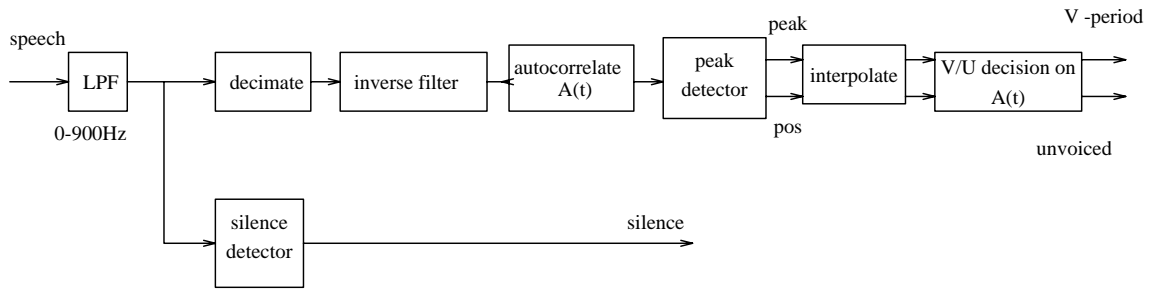 V -period
peak
speech
LPF
decimate
inverse filter
autocorrelate
A(t)
peak
detector
interpolate
V/U decision on
A(t)
0-900Hz
pos
unvoiced
silence
detector
silence